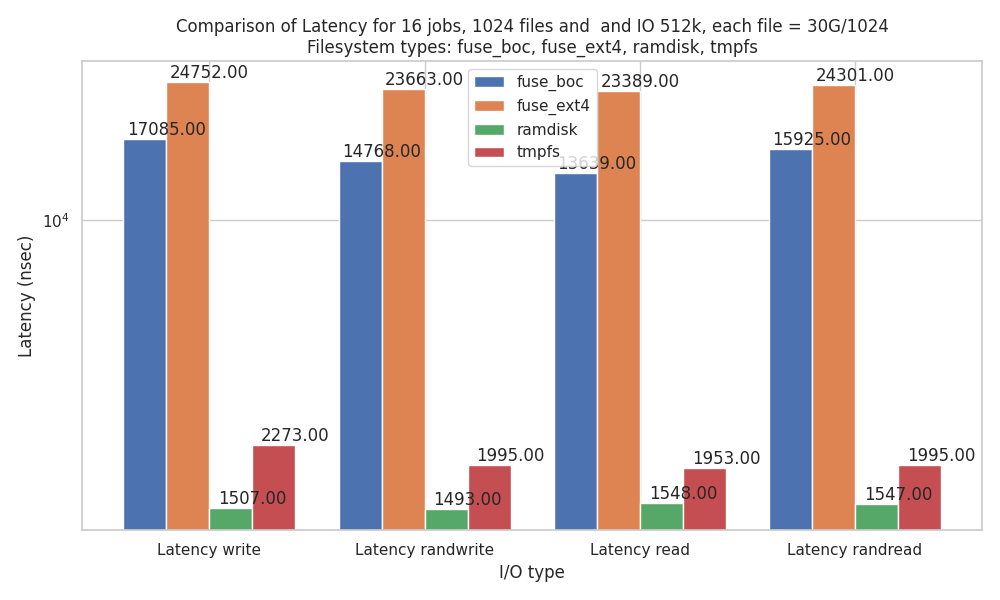 Comparison of Latency for 16 jobs, 1024 files and  and IO 512k, each file = 30G/1024
Filesystem types: fuse_boc, fuse_ext4, ramdisk, tmpfs
24752.00
23663.00
23389.00
24301.00
17085.00
14768.00
13639.00
15925.00
fuse_boc
fuse_ext4
ramdisk
tmpfs
10⁴
Latency (nsec)
2273.00
1995.00
1953.00
1995.00
1507.00
1493.00
1548.00
1547.00
Latency write
Latency randwrite
Latency read
Latency randread
I/O type